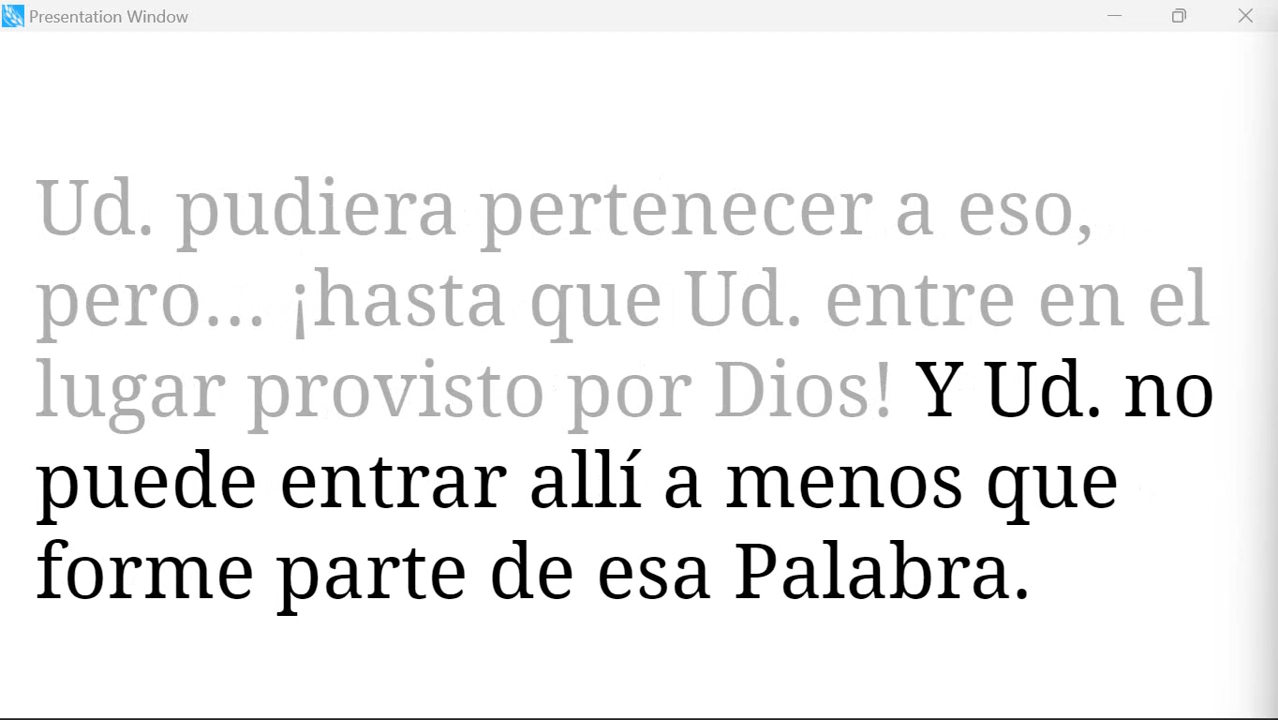 Presentation Window
Ud. pudiera pertenecer a eso,
pero... ¡hasta que Ud. entre en el
lugar provisto por Dios! Y Ud. no
puede entrar allí a menos que
forme parte de esa Palabra.